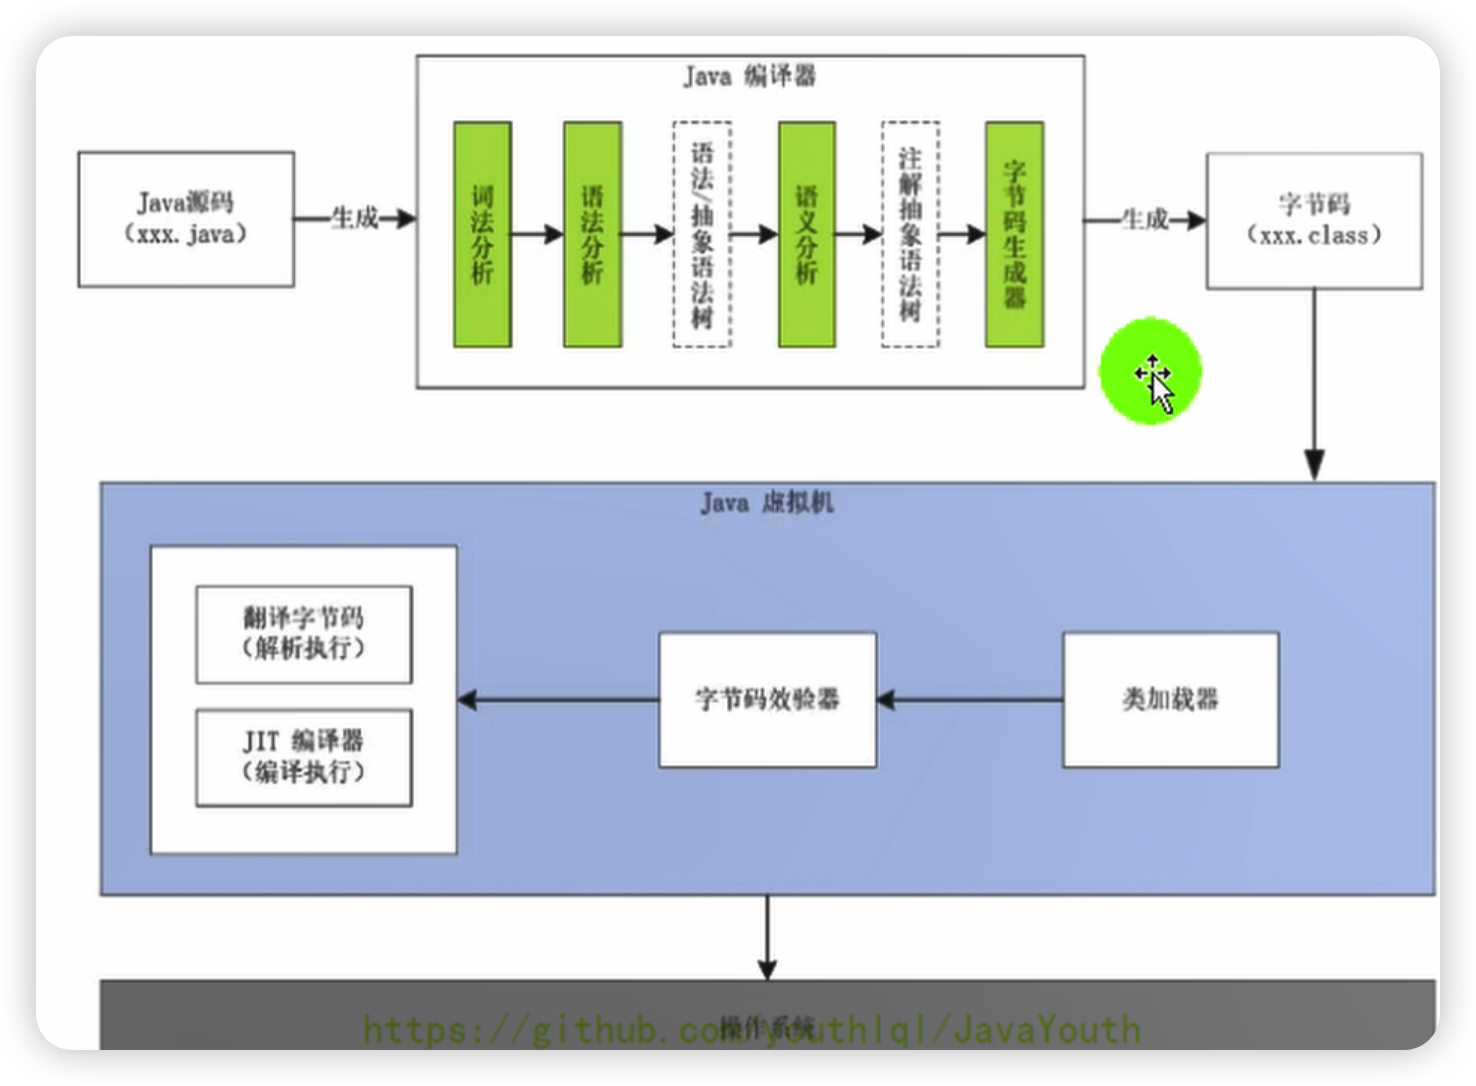 Java 编译器
Java源码
（xxx.java）
生成
词法分析
语法分析
语法/抽象语法树
语义分析
注解抽象语法树
字节码生成器
生成
字节码
（xxx.class）
Java 虚拟机
翻译字节码
（解析执行）
JIT 编译器
（编译执行）
字节码效验器
类加载器
操作系统
https://github.com/youthlql/JavaYouth